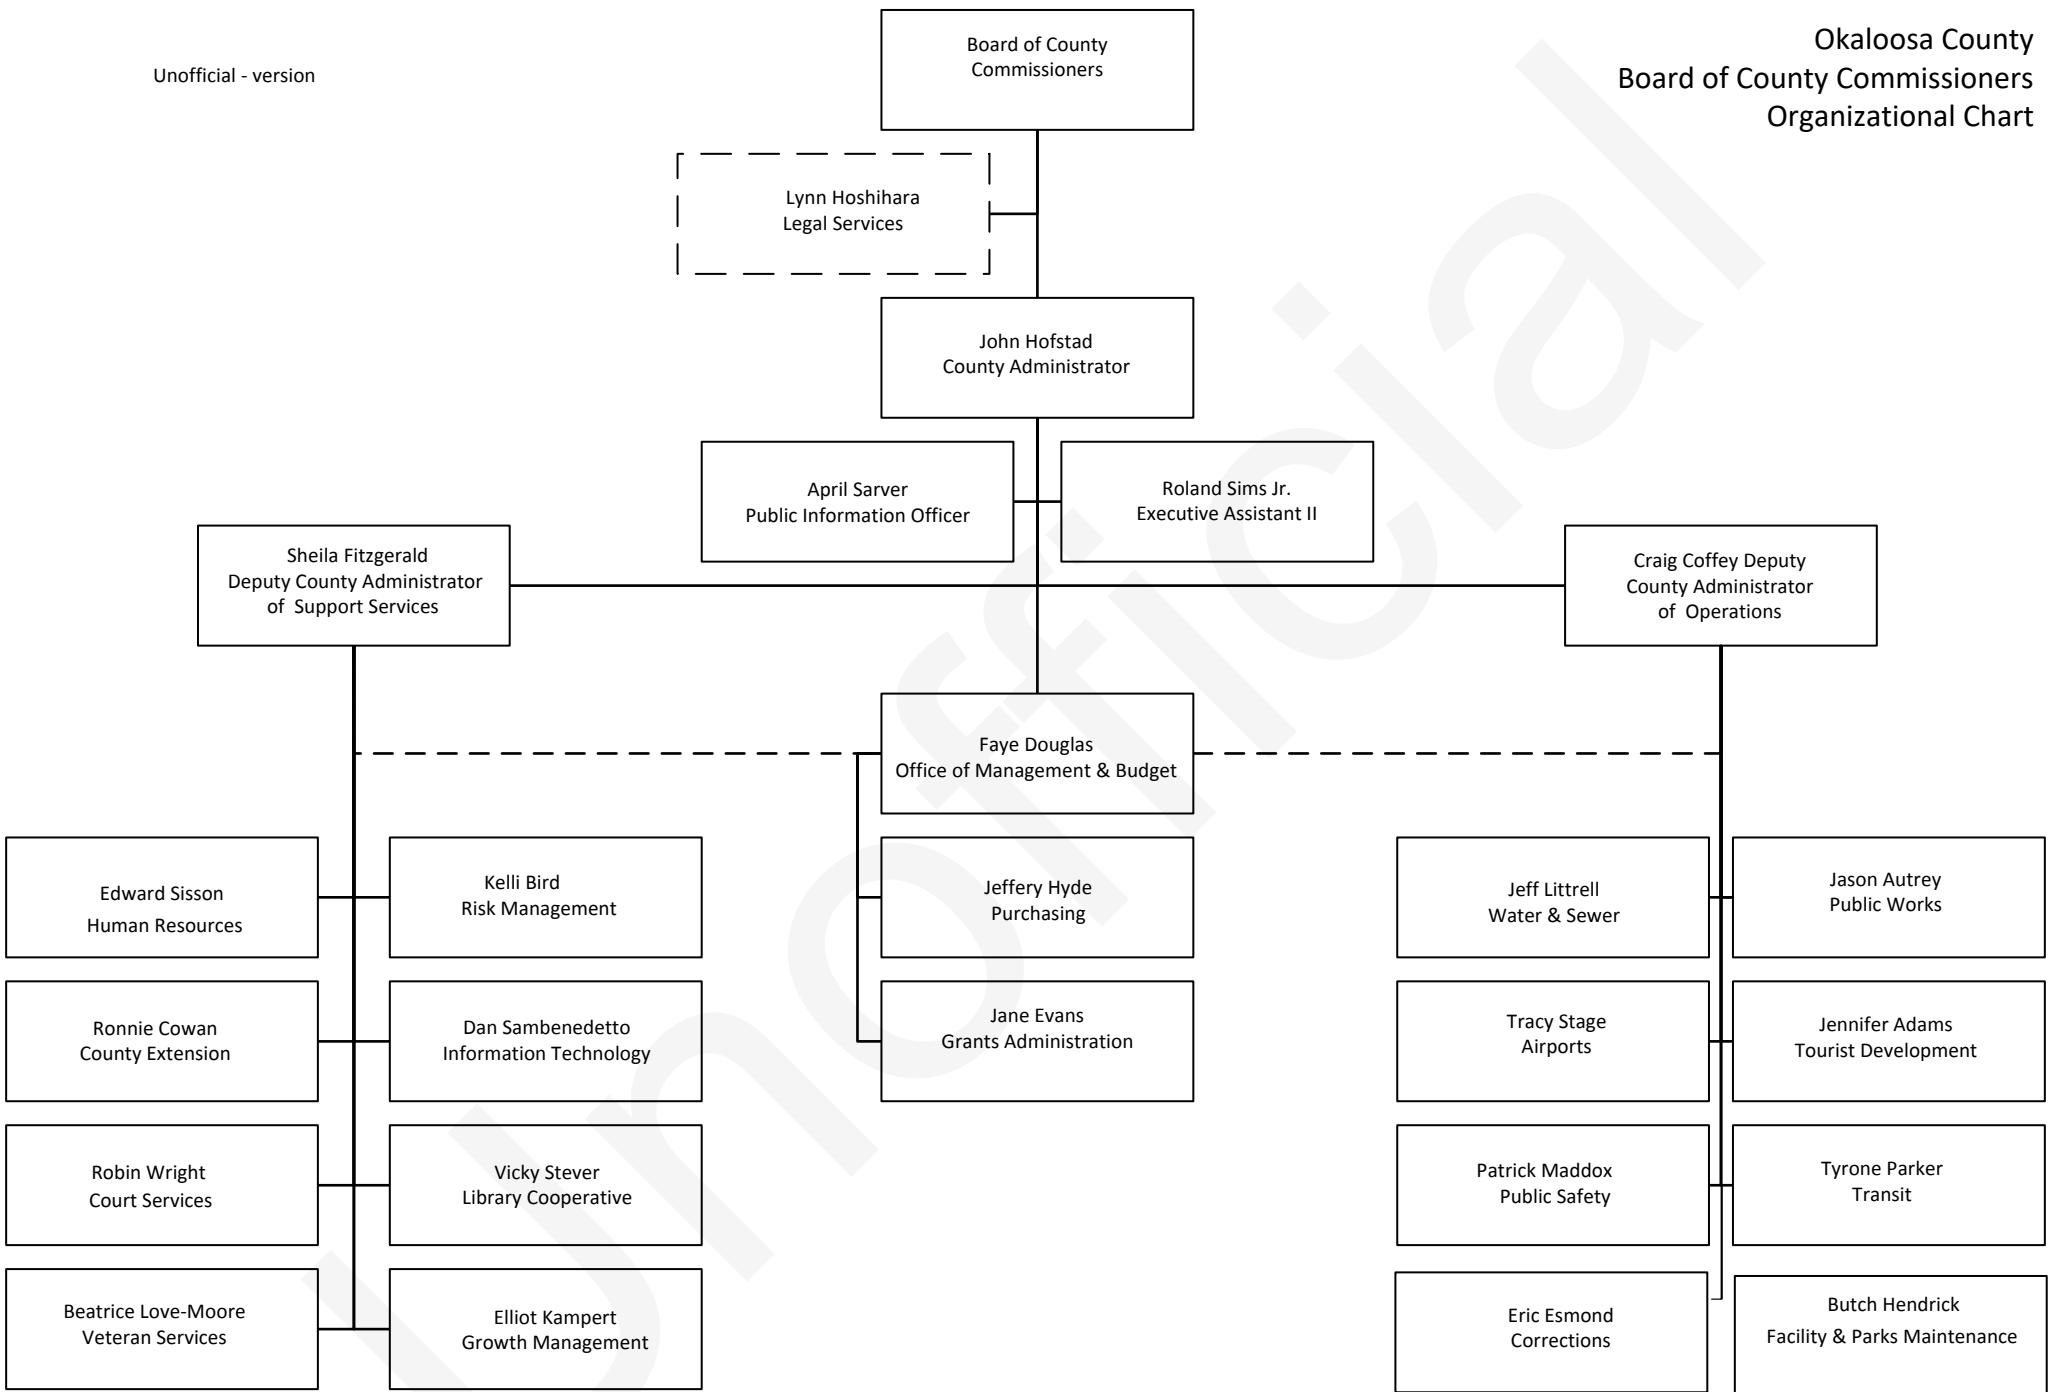 Unofficial - version
Okaloosa County
Board of County Commissioners
Organizational Chart
Board of County
Commissioners
Lynn Hoshihara
Legal Services
John Hofstad
County Administrator
April Sarver
Public Information Officer
Roland Sims Jr.
Executive Assistant II
Sheila Fitzgerald
Deputy County Administrator
of Support Services
Craig Coffey Deputy
County Administrator
of Operations
Faye Douglas
Office of Management & Budget
Edward Sisson
Human Resources
Kelli Bird
Risk Management
Jeffery Hyde
Purchasing
Jeff Littrell
Water & Sewer
Jason Autrey
Public Works
Ronnie Cowan
County Extension
Dan Sambenedetto
Information Technology
Jane Evans
Grants Administration
Tracy Stage
Airports
Jennifer Adams
Tourist Development
Robin Wright
Court Services
Vicky Stever
Library Cooperative
Patrick Maddox
Public Safety
Tyrone Parker
Transit
Beatrice Love-Moore
Veteran Services
Elliot Kampert
Growth Management
Eric Esmond
Corrections
Butch Hendrick
Facility & Parks Maintenance
Unofficial